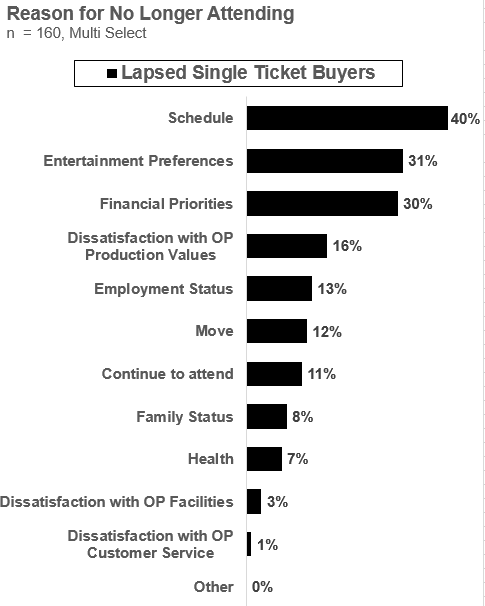 Reason for No Longer Attending
n = 160, Multi Select
Lapsed Single Ticket Buyers
Schedule 40%
Entertainment Preferences 31%
Financial Priorities 30%
Dissatisfaction with OP
Production Values 16%
Employment Status 13%
Move 12%
Continue to attend 11%
Family Status 8%
Health 7%
Dissatisfaction with OP Facilities 3%
Dissatisfaction with OP
Customer Service 1%
Other 0%